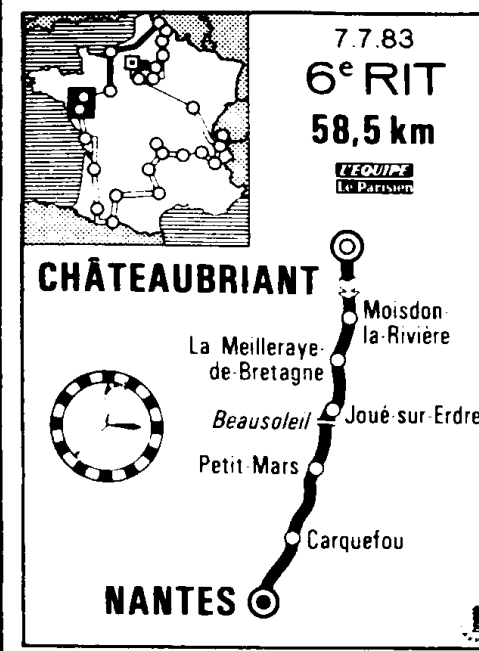 7.7.83
6e RIT
58,5 km
L'EQUIPE
Le Parisien
CHÂTEAUBRIANT
Moisdon-
la-Rivière
La Meilleraye-
de-Bretagne
Beausoleil
Joué-sur-Erdre
Petit-Mars
Carquefou
NANTES